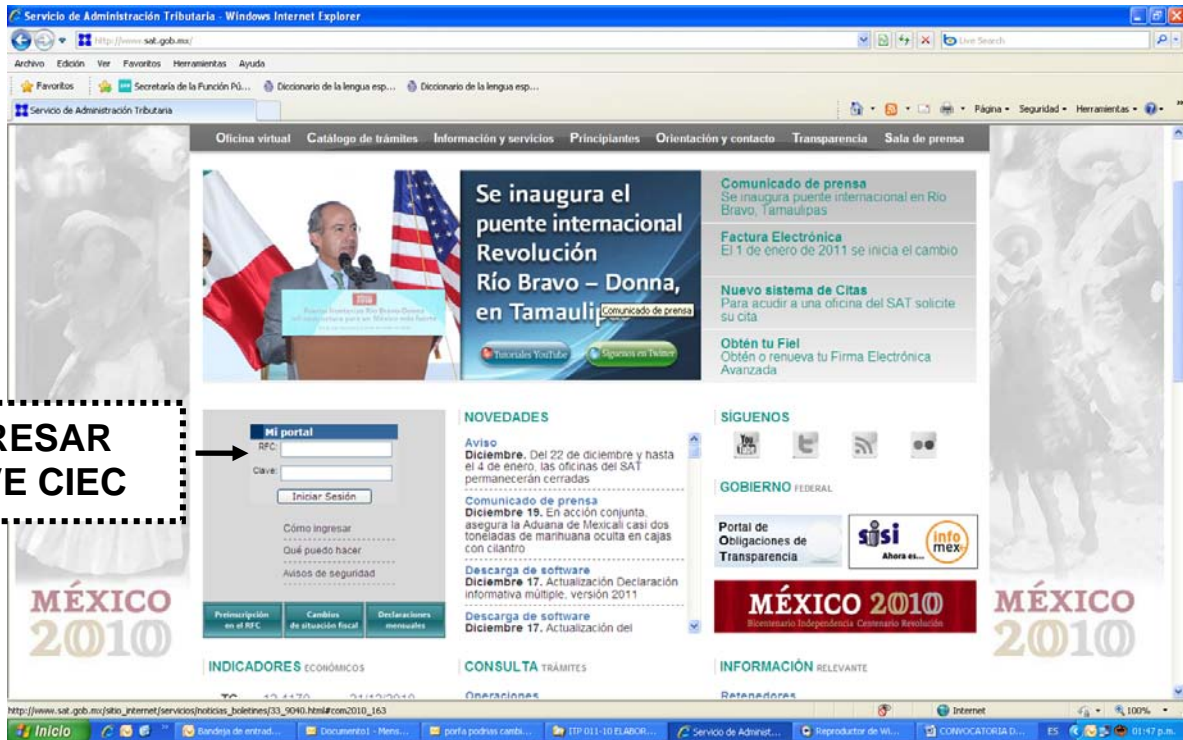 Servicio de Administración Tributaria - Windows Internet Explorer
http://www.sat.gob.mx/
Live Search
Archivo Edición Ver Favoritos Herramientas Ayuda
Favoritos Secretaría de la Función Pú... Diccionario de la lengua esp... Diccionario de la lengua esp...
Servicio de Administración Tributaria
Página Seguridad Herramientas
Oficina virtual Catálogo de trámites Información y servicios Principiantes Orientación y contacto Transparencia Sala de prensa
Se inaugura el
puente internacional
Revolución
Río Bravo – Donna,
en Tamaulipas
Comunicado de prensa
Tutoriales YouTube Síguenos en Twitter
Comunicado de prensa
Se inaugura puente internacional en Río
Bravo, Tamaulipas
Factura Electrónica
El 1 de enero de 2011 se inicia el cambio
Nuevo sistema de Citas
Para acudir a una oficina del SAT solicite
su cita
Obtén tu Fiel
Obtén o renueva tu Firma Electrónica
Avanzada
RESAR
E CIEC
Mi portal
RFC:
Clave:
Iniciar Sesión
Cómo ingresar
Qué puedo hacer
Avisos de seguridad
Preinscripción
en el RFC
Cambios
de situación fiscal
Declaraciones
mensuales
NOVEDADES
Aviso
Diciembre. Del 22 de diciembre y hasta
el 4 de enero, las oficinas del SAT
permanecerán cerradas
Comunicado de prensa
Diciembre 19. En acción conjunta,
asegura la Aduana de Mexicali casi dos
toneladas de marihuana oculta en cajas
con cilantro
Descarga de software
Diciembre 17. Actualización Declaración
informativa múltiple, versión 2011
Descarga de software
Diciembre 17. Actualización del
SÍGUENOS
You Tube
GOBIERNO FEDERAL
Portal de
Obligaciones de
Transparencia
sisi
Ahora es...
info
mex
MÉXICO 2010
Bicentenario Independencia Centenario Revolución
MÉXICO
2010
MÉXICO
2010
INDICADORES ECONÓMICOS
CONSULTA TRÁMITES
INFORMACIÓN RELEVANTE
Operaciones
Retenedores
http://www.sat.gob.mx/sitio_internet/servicios/noticias_boletines/33_9040.html#com2010_163
Internet
100%
Inicio
Bandeja de entrad...
Documento1 - Mens...
porfa podrias cambi...
ITP 011-10 ELABOR...
Servicio de Administ...
Reproductor de Wi...
CONVOCATORIA D...
ES
01:47 p.m.